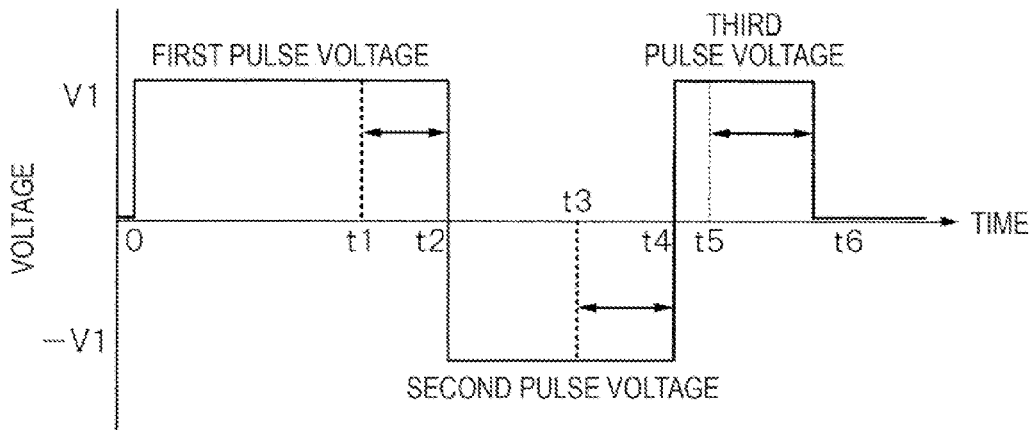 FIRST PULSE VOLTAGE
THIRD
PULSE VOLTAGE
V1
VOLTAGE
t3
0
t1
t2
t4
t5
t6
TIME
—V1
SECOND PULSE VOLTAGE